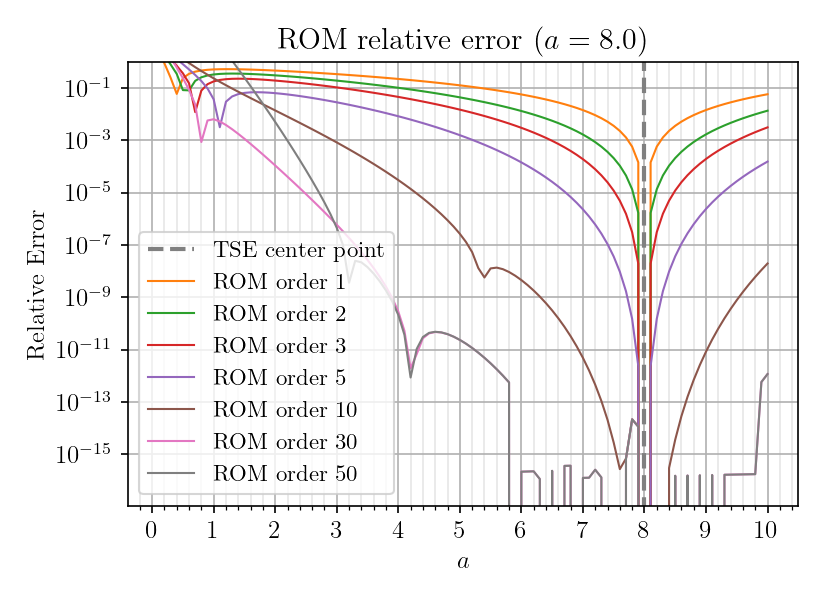 ROM relative error (a = 8.0)
Relative Error
10⁻¹
10⁻³
10⁻⁵
10⁻⁷
10⁻⁹
10⁻¹¹
10⁻¹³
10⁻¹⁵
TSE center point
ROM order 1
ROM order 2
ROM order 3
ROM order 5
ROM order 10
ROM order 30
ROM order 50
0 1 2 3 4 5 6 7 8 9 10
a